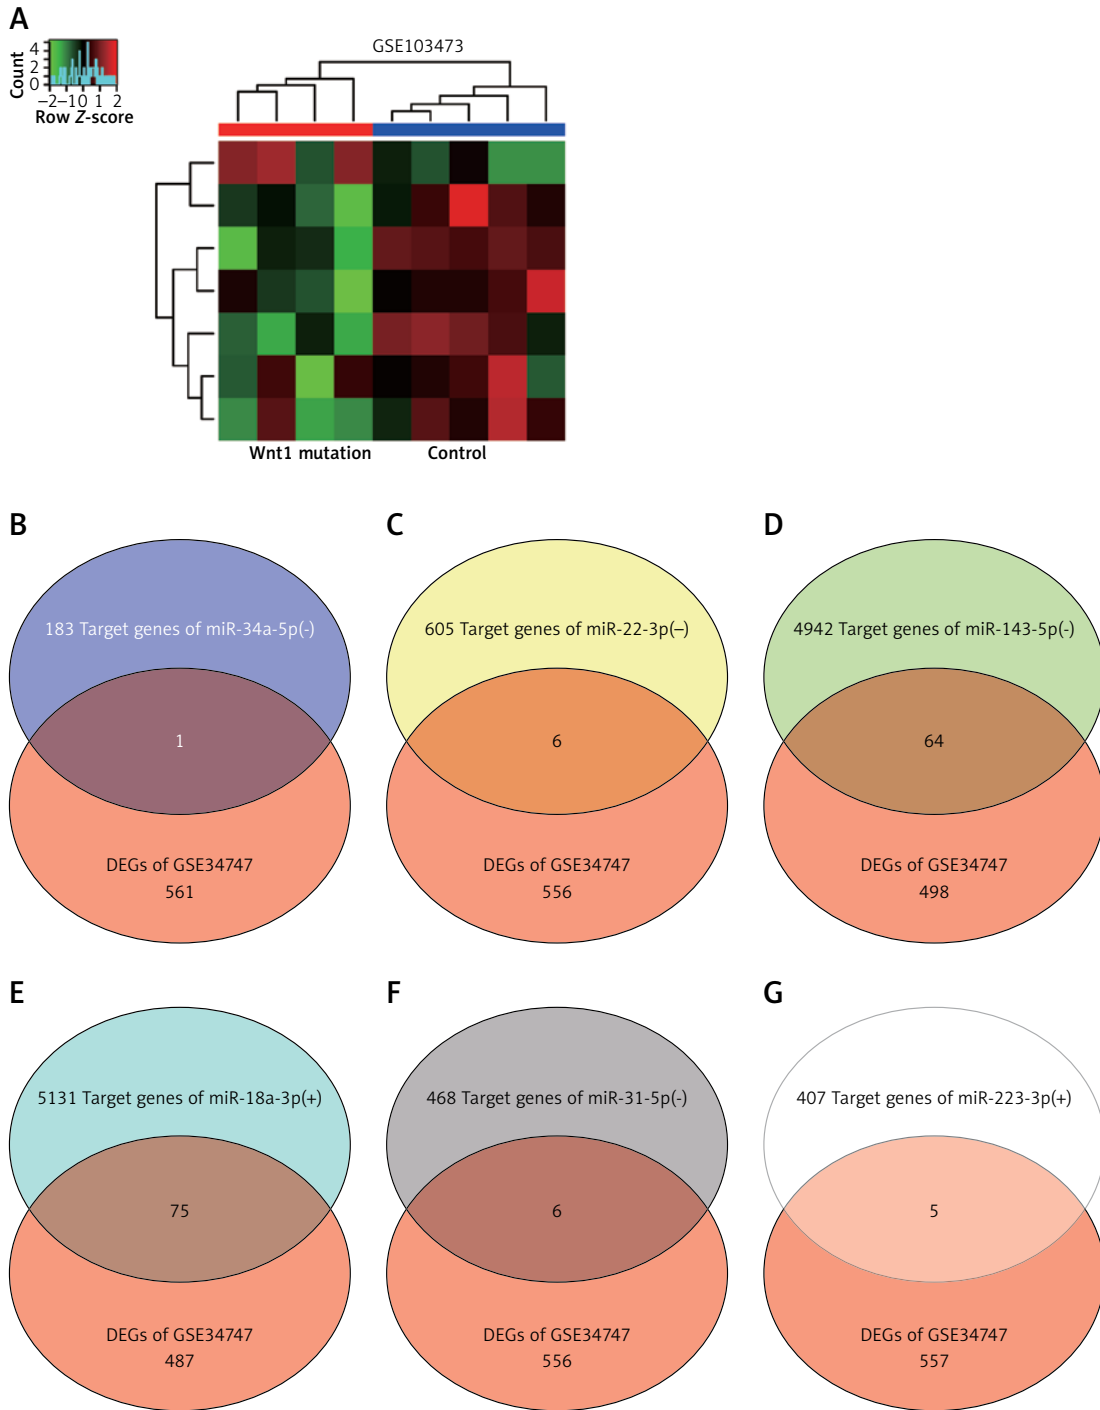 A
GSE103473
Count
4
2
0
−2 −1 0 1 2
Row Z-score
Wnt1 mutation
Control
B
183 Target genes of miR-34a-5p(-)
1
DEGs of GSE34747
561
C
605 Target genes of miR-22-3p(–)
6
DEGs of GSE34747
556
D
4942 Target genes of miR-143-5p(-)
64
DEGs of GSE34747
498
E
5131 Target genes of miR-18a-3p(+)
75
DEGs of GSE34747
487
F
468 Target genes of miR-31-5p(-)
6
DEGs of GSE34747
556
G
407 Target genes of miR-223-3p(+)
5
DEGs of GSE34747
557